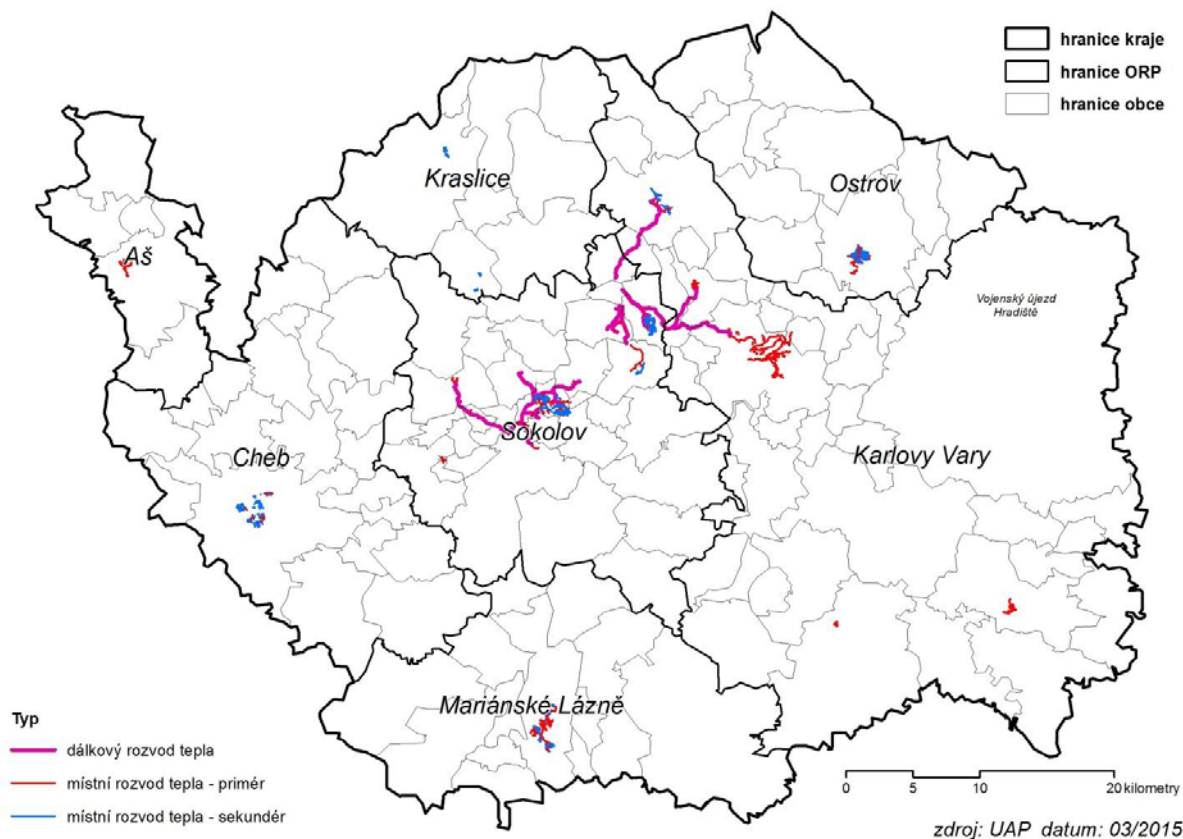 hranice kraje
hranice ORP
hranice obce
Kraslice
Ostrov
Aš
Vojenský újezd
Hradiště
Sokolov
Cheb
Karlovy Vary
Mariánské Lázně
Typ
dálkový rozvod tepla
místní rozvod tepla - primér
místní rozvod tepla - sekundér
0 5 10 20 kilometry
zdroj: UAP datum: 03/2015